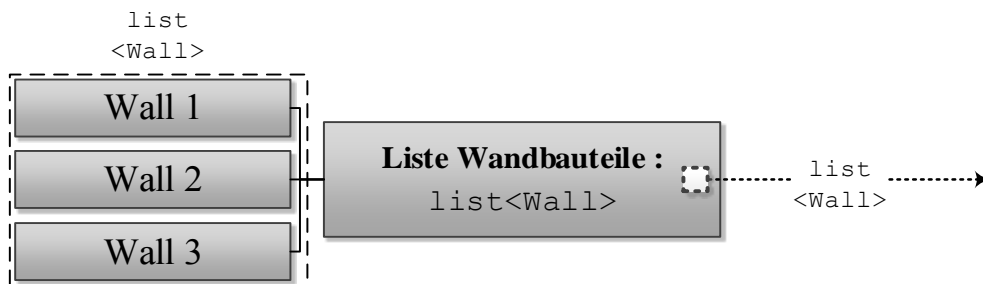 list
<Wall>
Wall 1
Wall 2
Wall 3
Liste Wandbauteile :
list<Wall>
list
<Wall>